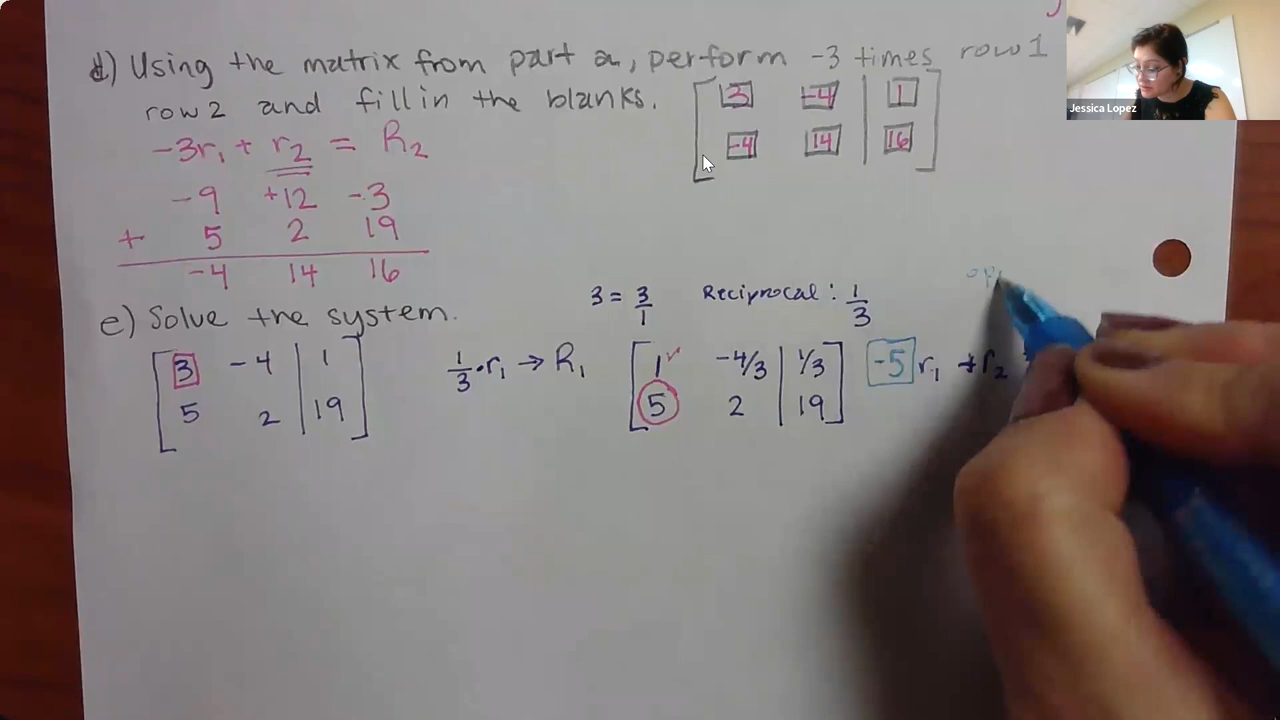 d) Using the matrix from part a, perform -3 times row 1
row 2 and fill in the blanks.
[ 3 -4 | 1 ]
[ -4 14 | 16 ]
Jessica Lopez
-3r₁ + r₂ = R₂
-9 +12 -3
+ 5 2 19
-4 14 16
e) Solve the system.
3 = 3/1 Reciprocal: 1/3
[ 3 -4 | 1 ]
[ 5 2 | 19 ]
1/3 • r₁ → R₁
[ 1 -4/3 | 1/3 ]
[ 5 2 | 19 ]
-5 r₁ + r₂